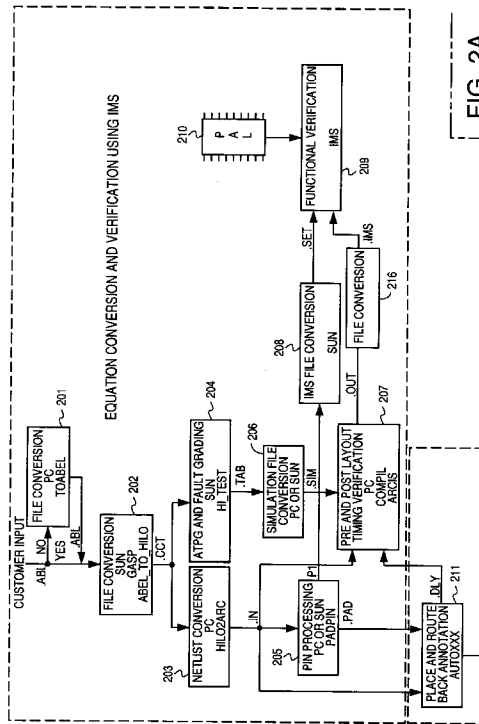 CUSTOMER INPUT
.ABL
NO
YES
FILE CONVERSION
PC
TOABEL
201
.ABL
FILE CONVERSION
SUN
GASP
ABEL_TO_HILO
202
.CCT
EQUATION CONVERSION AND VERIFICATION USING IMS
203
NETLIST CONVERSION
PC
HILO2ARC
ATPG AND FAULT GRADING
SUN
HI_TEST
204
.IN
.TAB
206
SIMULATION FILE
CONVERSION
PC OR SUN
205
PIN PROCESSING
PC OR SUN
PADPIN
P1
.SIM
.PAD
PRE AND POST LAYOUT
TIMING VERIFICATION
PC
COMPIL
ARCIS
207
208
IMS FILE CONVERSION
SUN
.SET
.OUT
FILE CONVERSION
216
.IMS
210
P
A
L
FUNCTIONAL VERIFICATION
IMS
209
.DLY
PLACE AND ROUTE
BACK ANNOTATION
AUTOXXX
211
FIG. 2A